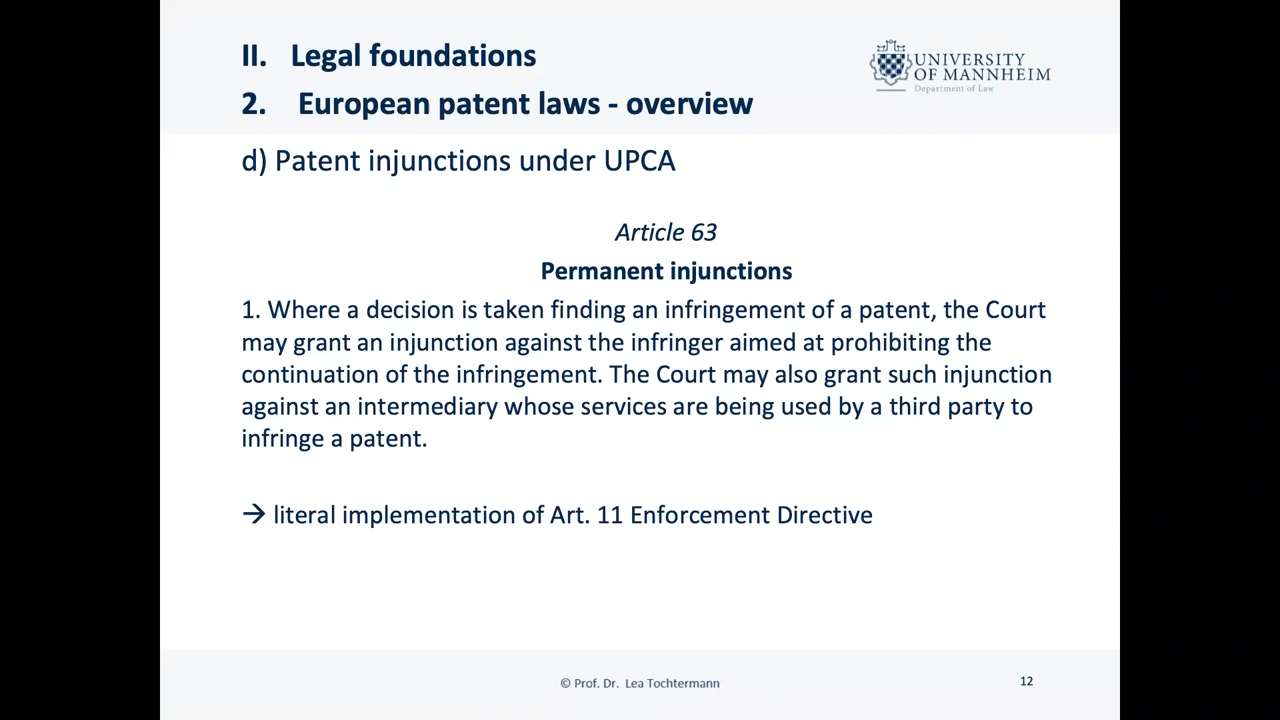 II. Legal foundations
UNIVERSITY
OF MANNHEIM
Department of Law
2. European patent laws - overview
d) Patent injunctions under UPCA
Article 63
Permanent injunctions
1. Where a decision is taken finding an infringement of a patent, the Court
may grant an injunction against the infringer aimed at prohibiting the
continuation of the infringement. The Court may also grant such injunction
against an intermediary whose services are being used by a third party to
infringe a patent.
→ literal implementation of Art. 11 Enforcement Directive
© Prof. Dr. Lea Tochtermann
12